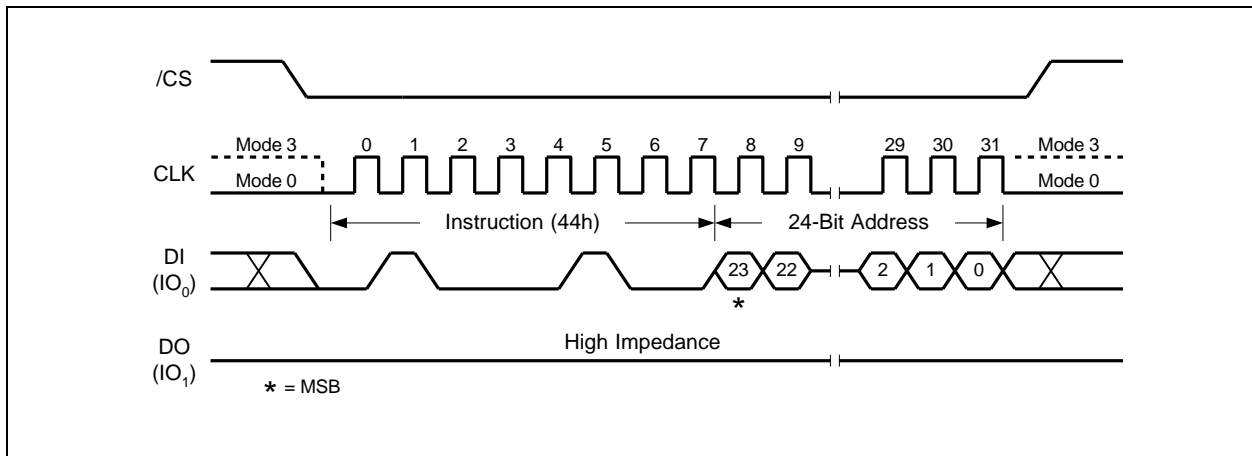 /CS
Mode 3
0 1 2 3 4 5 6 7 8 9 29 30 31
Mode 3
CLK
Mode 0
Mode 0
Instruction (44h)
24-Bit Address
DI
(IO0)
23 22 2 1 0
*
High Impedance
DO
(IO1)
* = MSB